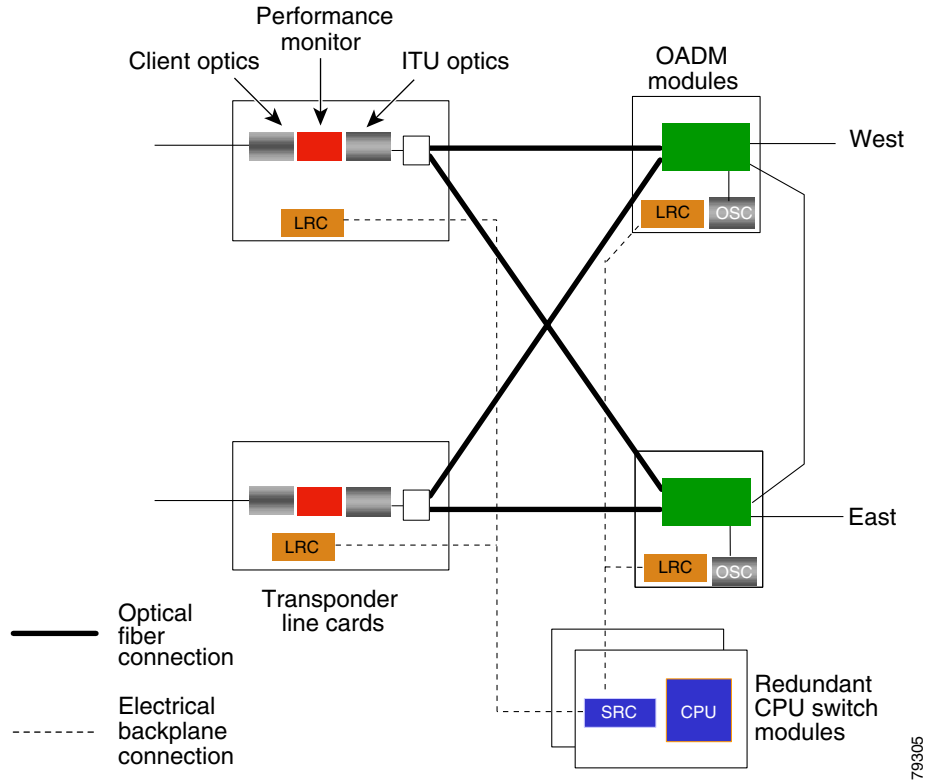 Performance
monitor
Client optics
ITU optics
OADM
modules
West
LRC
LRC
OSC
East
LRC
LRC
OSC
Transponder
line cards
Optical
fiber
connection
Electrical
backplane
connection
SRC
CPU
Redundant
CPU switch
modules
79305